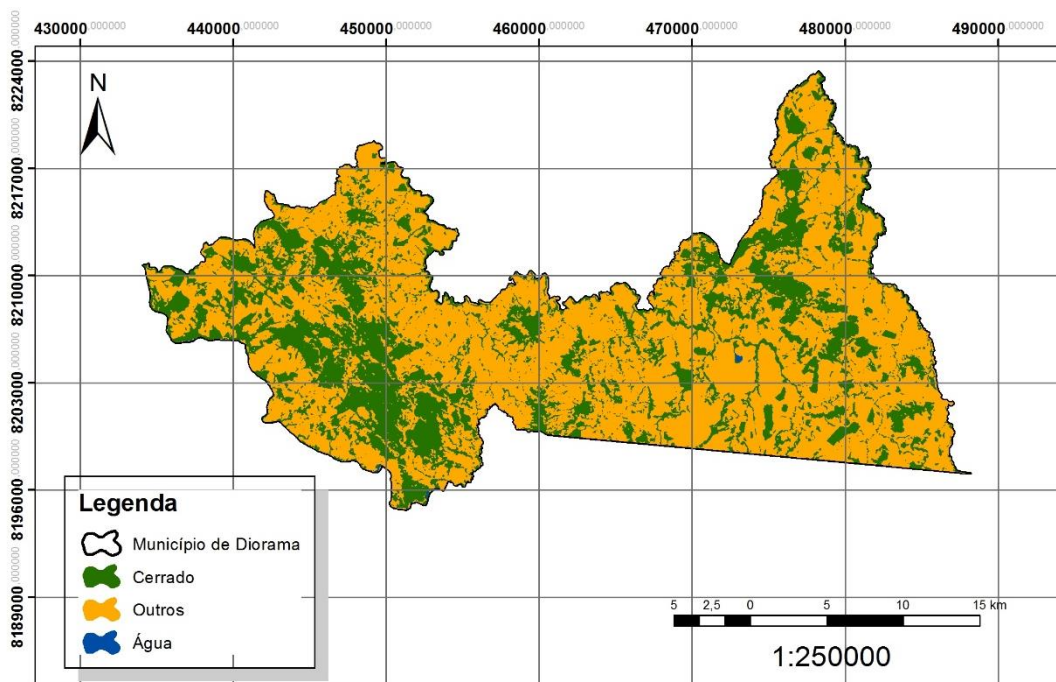 430000.000000 440000.000000 450000.000000 460000.000000 470000.000000 480000.000000 490000.000000
8224000.000000
N
8217000.000000
8210000.000000
8203000.000000
8196000.000000
8189000.000000
Legenda
Município de Diorama
Cerrado
Outros
Água
5 2,5 0 5 10 15 km
1:250000